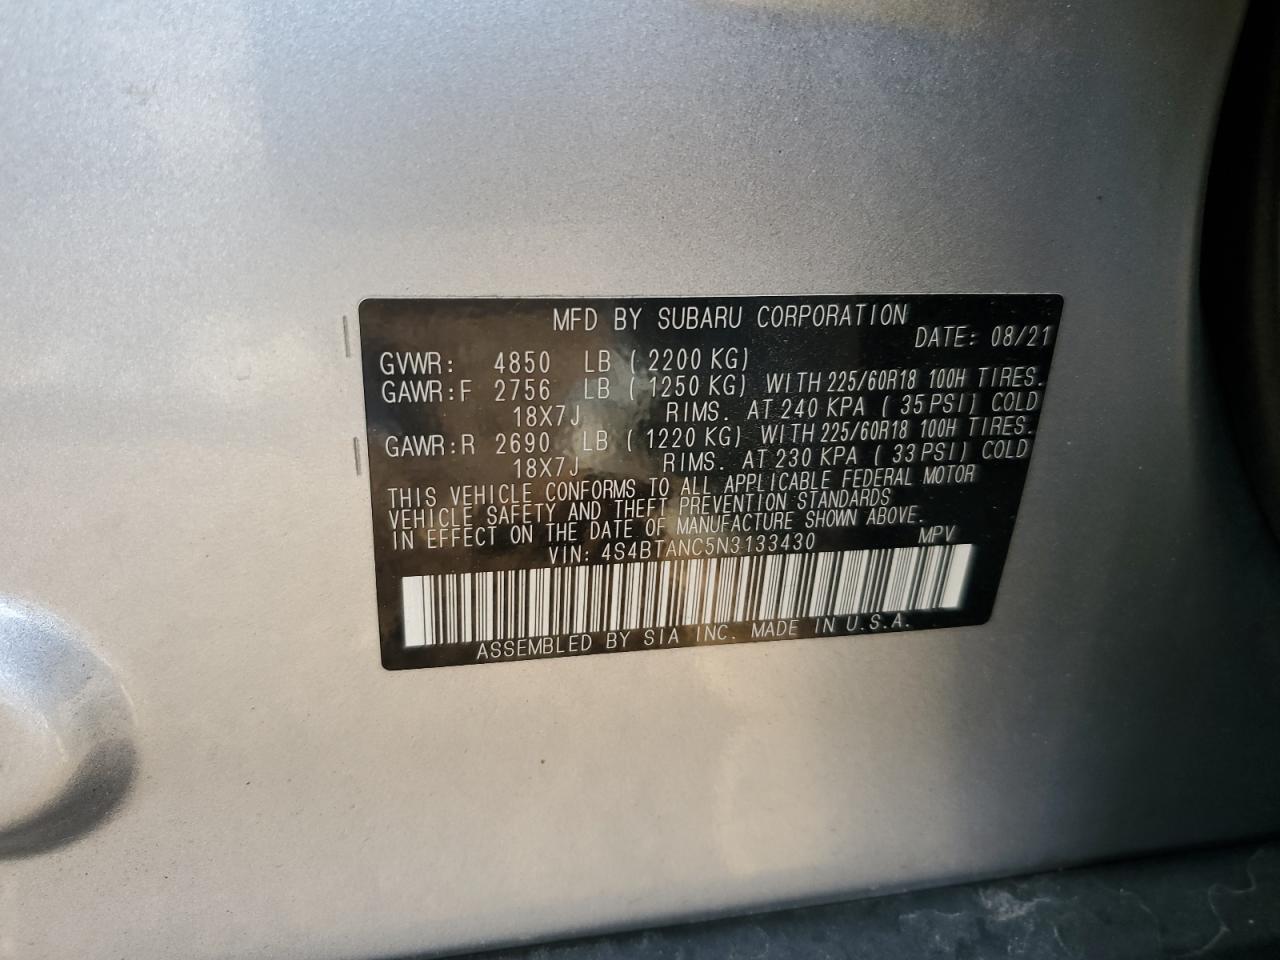 MFD BY SUBARU CORPORATION
DATE: 08/21
GVWR: 4850 LB ( 2200 KG)
GAWR:F 2756 LB ( 1250 KG) WITH 225/60R18 100H TIRES.
18X7J RIMS. AT 240 KPA ( 35 PSI) COLD
GAWR:R 2690 LB ( 1220 KG) WITH 225/60R18 100H TIRES.
18X7J RIMS. AT 230 KPA ( 33 PSI) COLD
THIS VEHICLE CONFORMS TO ALL APPLICABLE FEDERAL MOTOR
VEHICLE SAFETY AND THEFT PREVENTION STANDARDS
IN EFFECT ON THE DATE OF MANUFACTURE SHOWN ABOVE.
VIN: 4S4BTANC5N3133430 MPV
ASSEMBLED BY SIA INC. MADE IN U.S.A.